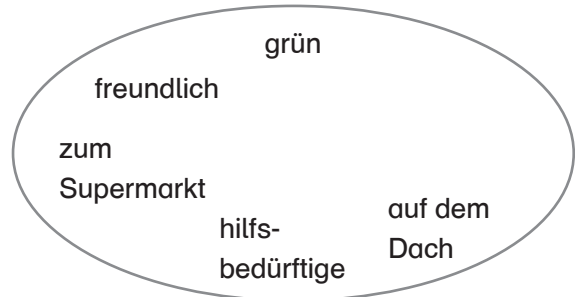 grün
freundlich
zum
Supermarkt
hilfs-
bedürftige
auf dem
Dach